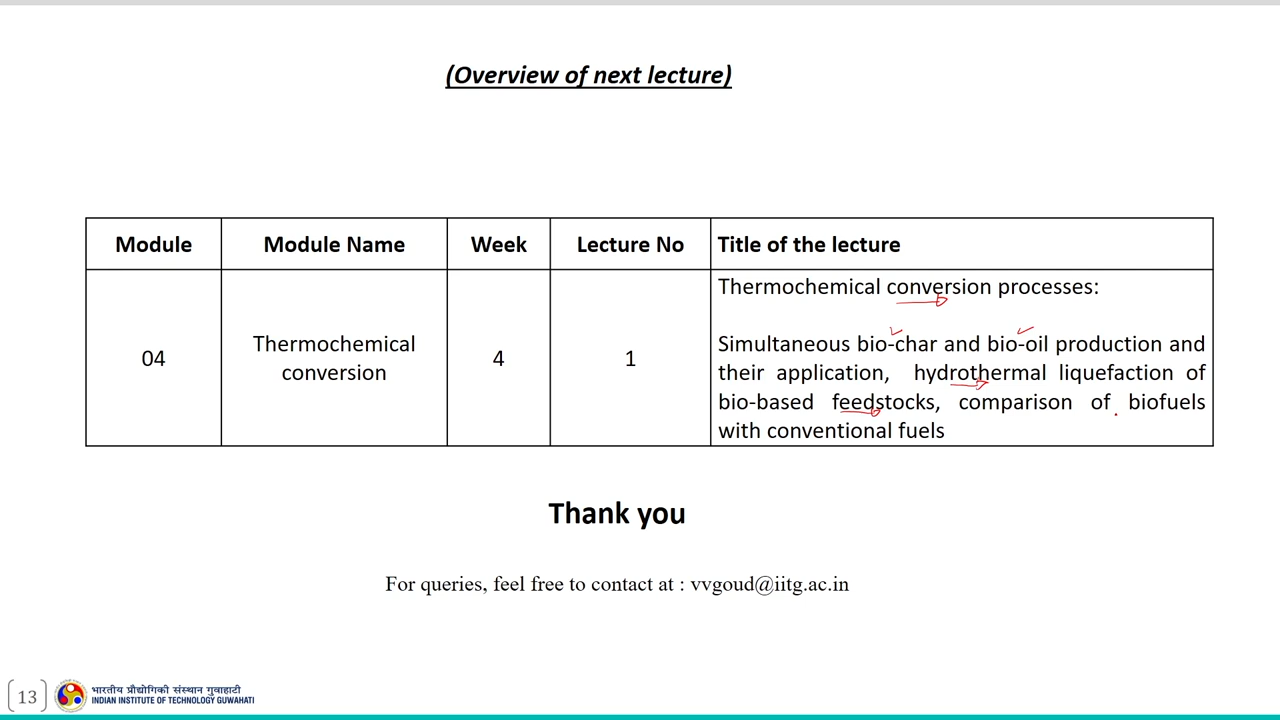 (Overview of next lecture)
Module
Module Name
Week
Lecture No
Title of the lecture
04
Thermochemical
conversion
4
1
Thermochemical conversion processes:
Simultaneous bio-char and bio-oil production and
their application, hydrothermal liquefaction of
bio-based feedstocks, comparison of biofuels
with conventional fuels
Thank you
For queries, feel free to contact at : vvgoud@iitg.ac.in
13
भारतीय प्रौद्योगिकी संस्थान गुवाहाटी
INDIAN INSTITUTE OF TECHNOLOGY GUWAHATI